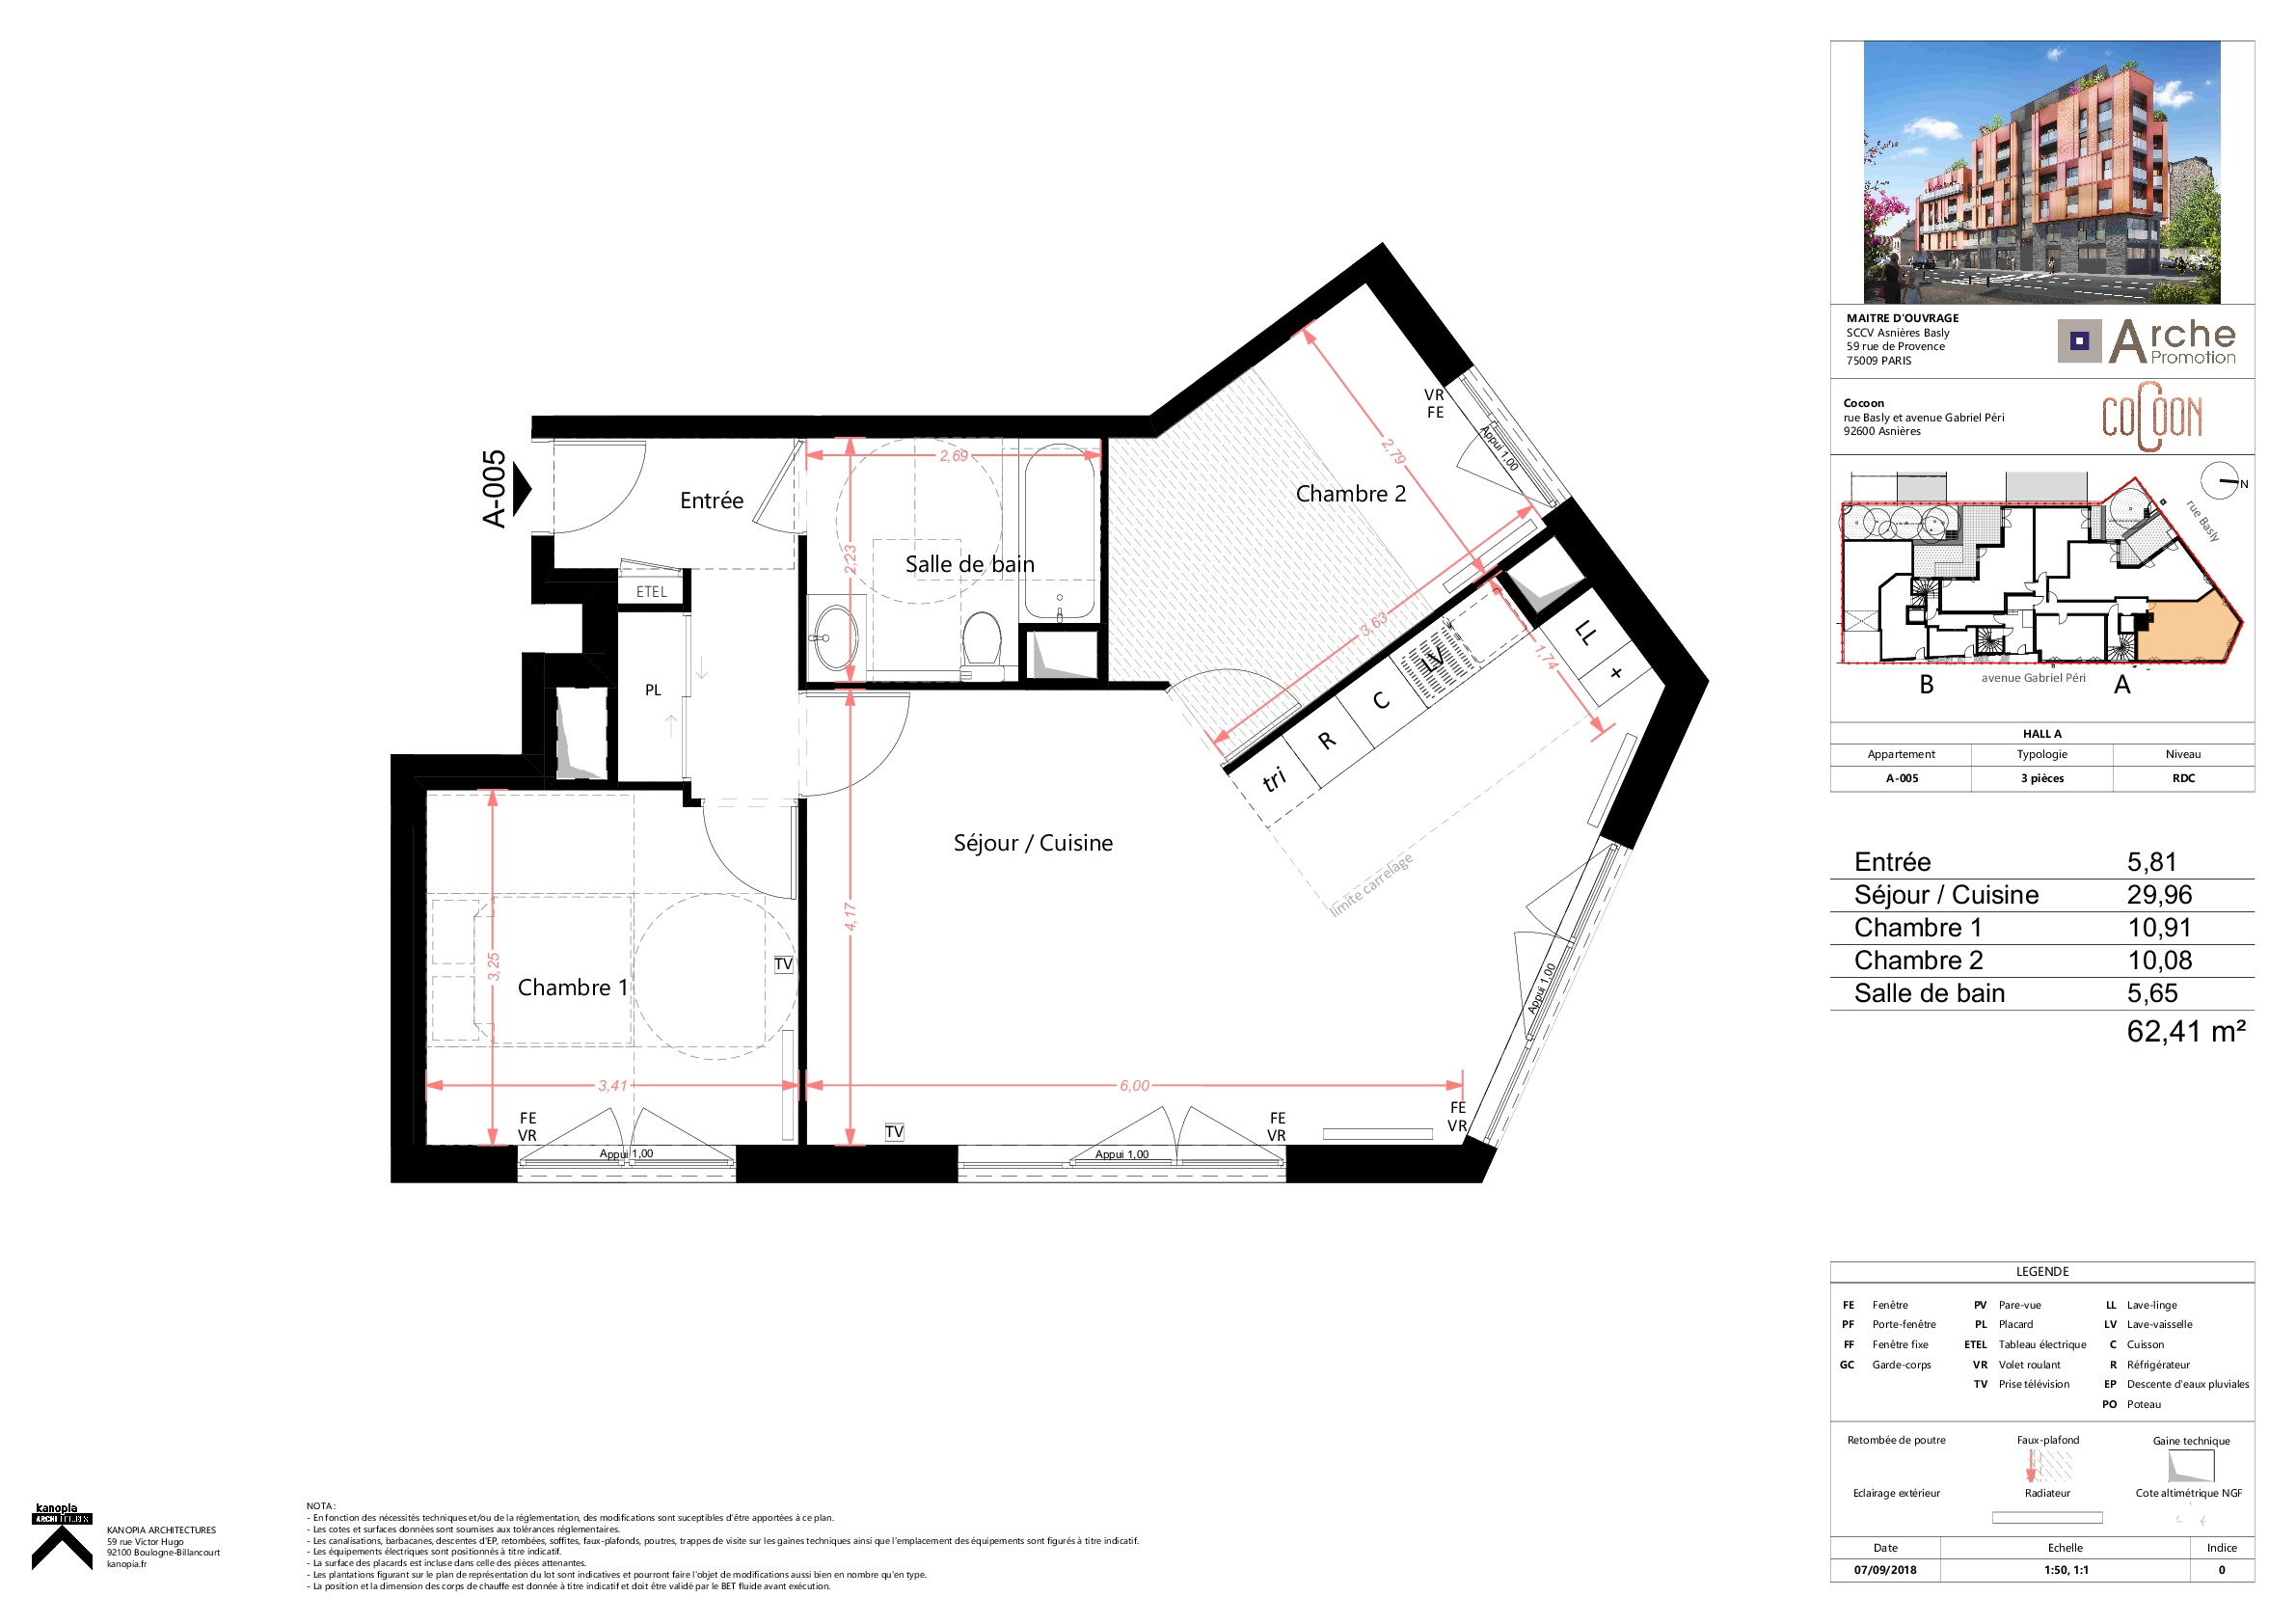 A-005
Entrée
ETEL
PL
Salle de bain
2,69
2,23
Chambre 2
2,79
3,63
VR
FE
Appui 1,00
LL
+
LV
C
R
tri
1,74
limite carrelage
Séjour / Cuisine
4,17
6,00
Chambre 1
3,25
3,41
TV
FE
VR
Appui 1,00
TV
FE
VR
Appui 1,00
FE
VR
Appui 1,00
MAITRE D'OUVRAGE
SCCV Asnières Basly
59 rue de Provence
75009 PARIS
Arche
Promotion
Cocoon
rue Basly et avenue Gabriel Péri
92600 Asnières
COCOON
N
rue Basly
avenue Gabriel Péri
B
A
HALL A
Appartement Typologie Niveau
A-005 3 pièces RDC
Entrée 5,81
Séjour / Cuisine 29,96
Chambre 1 10,91
Chambre 2 10,08
Salle de bain 5,65
62,41 m²
LEGENDE
FE Fenêtre PV Pare-vue LL Lave-linge
PF Porte-fenêtre PL Placard LV Lave-vaisselle
FF Fenêtre fixe ETEL Tableau électrique C Cuisson
GC Garde-corps VR Volet roulant R Réfrigérateur
TV Prise télévision EP Descente d'eaux pluviales
PO Poteau
Retombée de poutre Faux-plafond Gaine technique
Eclairage extérieur Radiateur Cote altimétrique NGF
Date Echelle Indice
07/09/2018 1:50, 1:1 0
kanopia
ARCHITECTURES
KANOPIA ARCHITECTURES
59 rue Victor Hugo
92100 Boulogne-Billancourt
kanopia.fr
NOTA :
- En fonction des nécessités techniques et/ou de la réglementation, des modifications sont suceptibles d'être apportées à ce plan.
- Les cotes et surfaces données sont soumises aux tolérances réglementaires.
- Les canalisations, barbacanes, descentes d'EP, retombées, soffites, faux-plafonds, poutres, trappes de visite sur les gaines techniques ainsi que l'emplacement des équipements sont figurés à titre indicatif.
- Les équipements électriques sont positionnés à titre indicatif.
- La surface des placards est incluse dans celle des pièces attenantes.
- Les plantations figurant sur le plan de représentation du lot sont indicatives et pourront faire l'objet de modifications aussi bien en nombre qu'en type.
- La position et la dimension des corps de chauffe est donnée à titre indicatif et doit être validé par le BET fluide avant exécution.